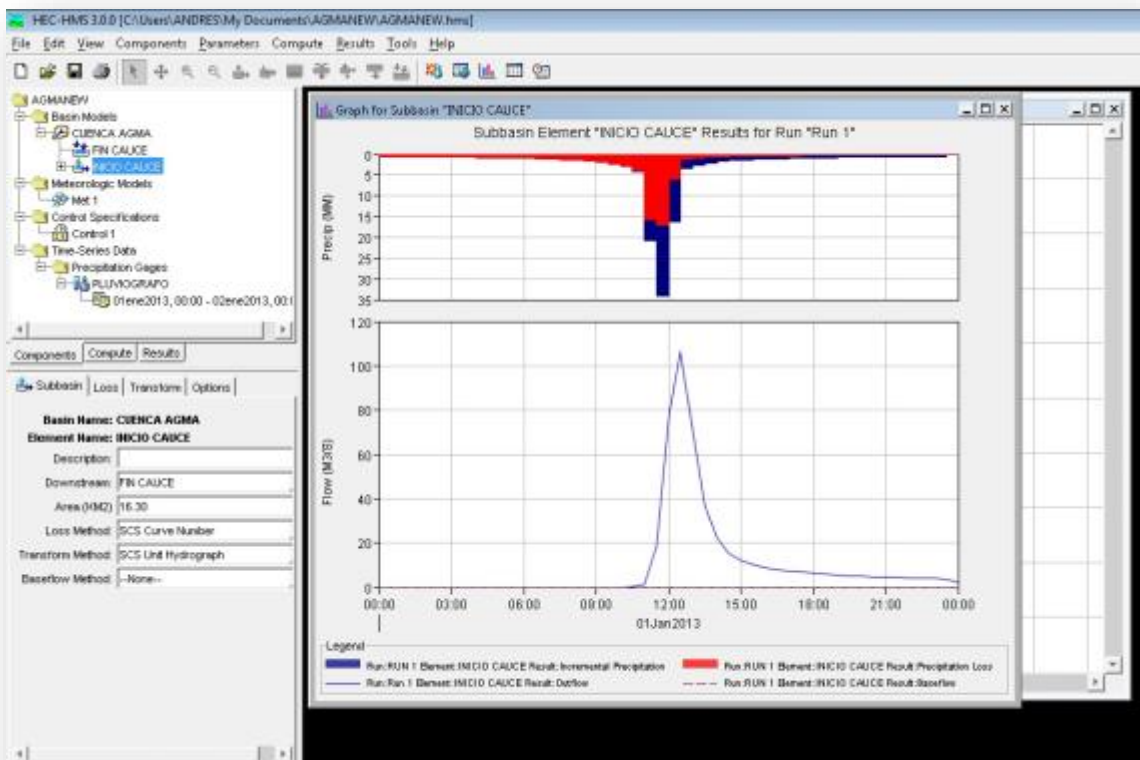 HEC-HMS 3.0.0 [C:\Users\ANDRES\My Documents\AGMANEW\AGMANEW.hms]
File Edit View Components Parameters Compute Results Tools Help
AGMANEW
Basin Models
CUENCA AGMA
FIN CAUCE
INICIO CAUCE
Meteorologic Models
Met 1
Control Specifications
Control 1
Time-Series Data
Precipitation Gages
PLUVIOGRAFO
01ene2013, 00:00 - 02ene2013, 00:
Components Compute Results
Subbasin Loss Transform Options
Basin Name: CUENCA AGMA
Element Name: INICIO CAUCE
Description:
Downstream: FIN CAUCE
Area (KM2) 16.30
Loss Method: SCS Curve Number
Transform Method: SCS Unit Hydrograph
Baseflow Method: --None--
Graph for Subbasin "INICIO CAUCE"
Subbasin Element "INICIO CAUCE" Results for Run "Run 1"
Precip (MM)
0
5
10
15
20
25
30
35
Flow (M3/S)
120
100
80
60
40
20
0
00:00 03:00 06:00 09:00 12:00 15:00 18:00 21:00 00:00
01Jan2013
Legend
Run:RUN 1 Element:INICIO CAUCE Result:Incremental Precipitation
Run:RUN 1 Element:INICIO CAUCE Result:Precipitation Loss
Run:Run 1 Element:INICIO CAUCE Result:Outflow
Run:RUN 1 Element:INICIO CAUCE Result:Baseflow